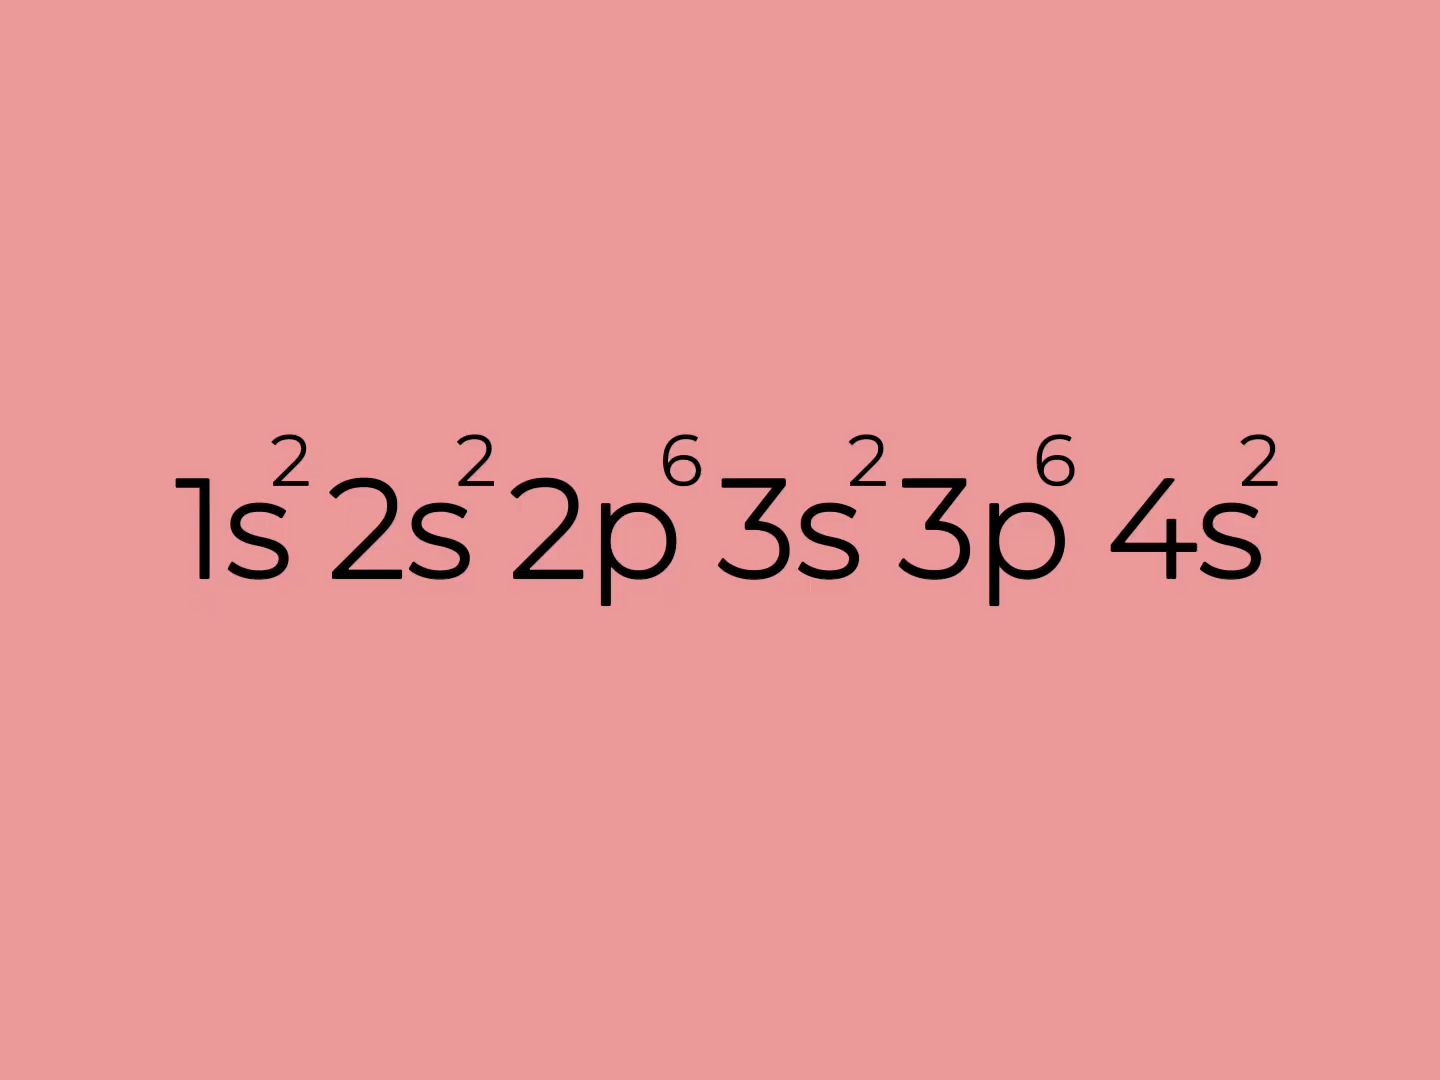 1s² 2s² 2p⁶ 3s² 3p⁶ 4s²